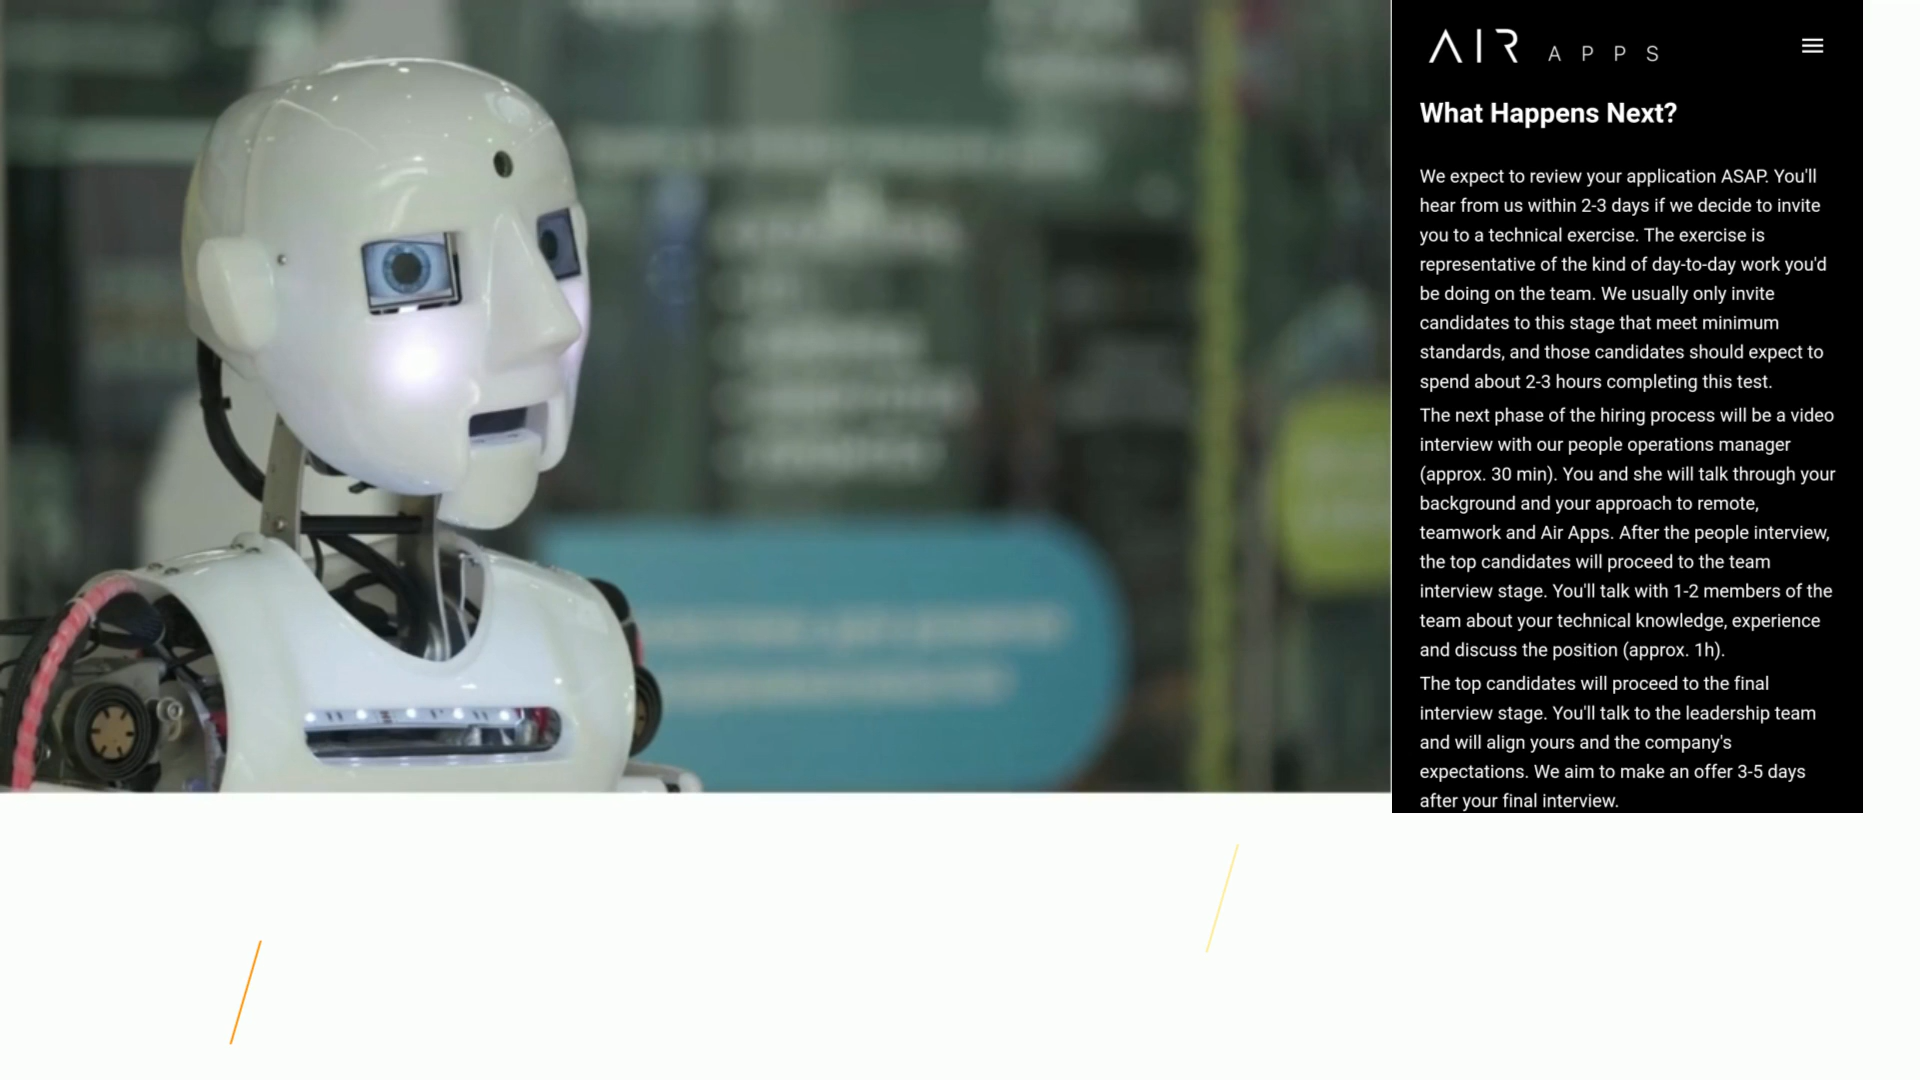 AIR APPS
What Happens Next?
We expect to review your application ASAP. You'll
hear from us within 2-3 days if we decide to invite
you to a technical exercise. The exercise is
representative of the kind of day-to-day work you'd
be doing on the team. We usually only invite
candidates to this stage that meet minimum
standards, and those candidates should expect to
spend about 2-3 hours completing this test.
The next phase of the hiring process will be a video
interview with our people operations manager
(approx. 30 min). You and she will talk through your
background and your approach to remote,
teamwork and Air Apps. After the people interview,
the top candidates will proceed to the team
interview stage. You'll talk with 1-2 members of the
team about your technical knowledge, experience
and discuss the position (approx. 1h).
The top candidates will proceed to the final
interview stage. You'll talk to the leadership team
and will align yours and the company's
expectations. We aim to make an offer 3-5 days
after your final interview.